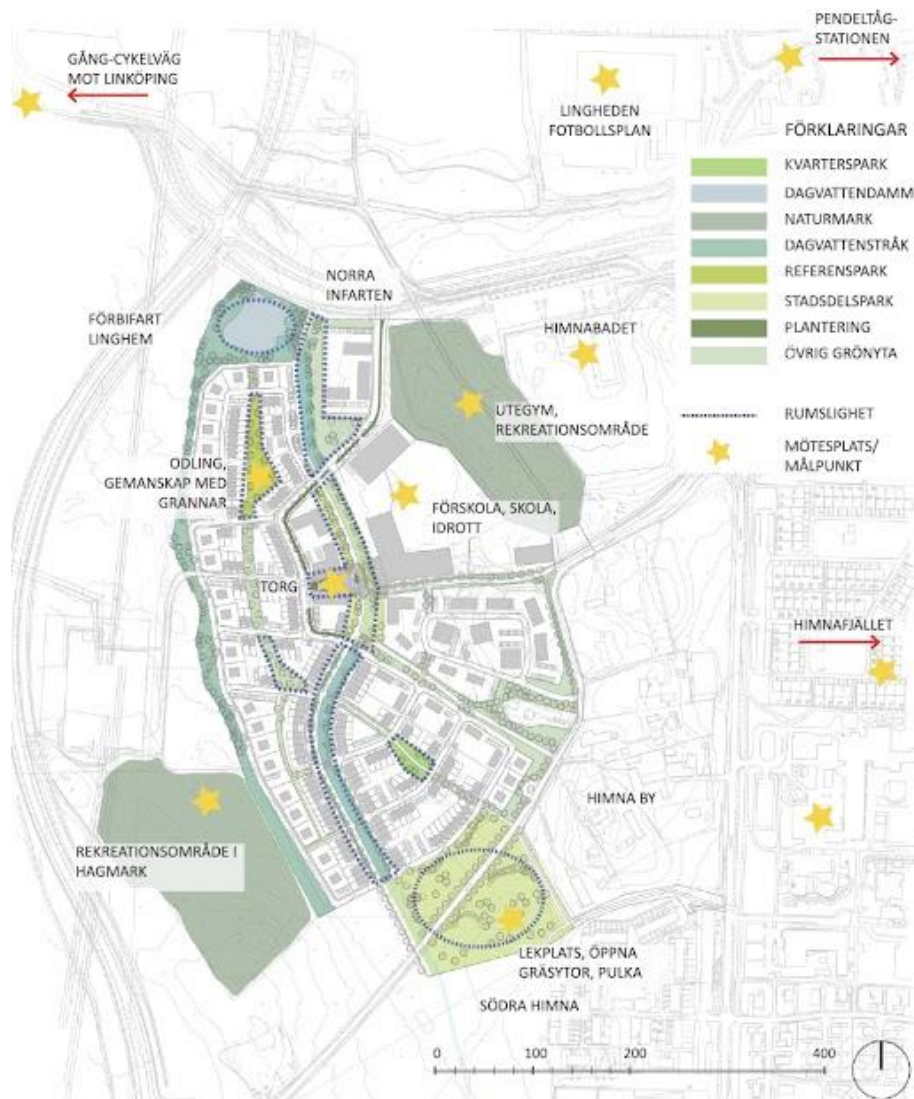 PENDELTÅG-
STATIONEN
GÅNG-CYKELVÄG
MOT LINKÖPING
LINGHEDEN
FOTBOLLSPLAN
FÖRKLARINGAR
KVARTERSPARK
DAGVATTENDAMM
NATURMARK
DAGVATTENSTRÅK
REFERENSPARK
STADSDELSPARK
PLANTERING
ÖVRIG GRÖNYTA
RUMSLIGHET
MÖTESPLATS/
MÅLPUNKT
NORRA
INFARTEN
FÖRBIFART
LINGHEM
HIMNABADET
UTEGYM,
REKREATIONSOMRÅDE
ODLING,
GEMANSKAP MED
GRANNAR
FÖRSKOLA, SKOLA,
IDROTT
TORG
HIMNAFJÄLLET
HIMNA BY
REKREATIONSOMRÅDE I
HAGMARK
LEKPLATS, ÖPPNA
GRÄSYTOR, PULKA
SÖDRA HIMNA
0 100 200 400